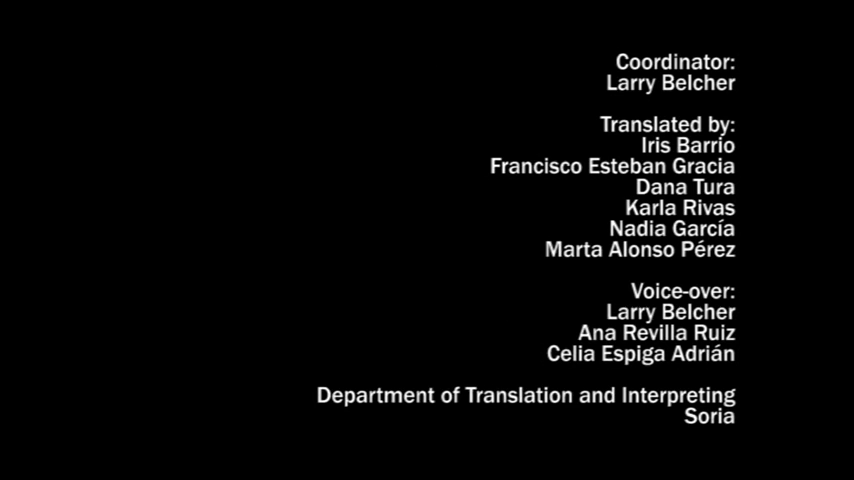 Coordinator:
Larry Belcher
Translated by:
Iris Barrio
Francisco Esteban Gracia
Dana Tura
Karla Rivas
Nadia García
Marta Alonso Pérez
Voice-over:
Larry Belcher
Ana Revilla Ruiz
Celia Espiga Adrián
Department of Translation and Interpreting
Soria